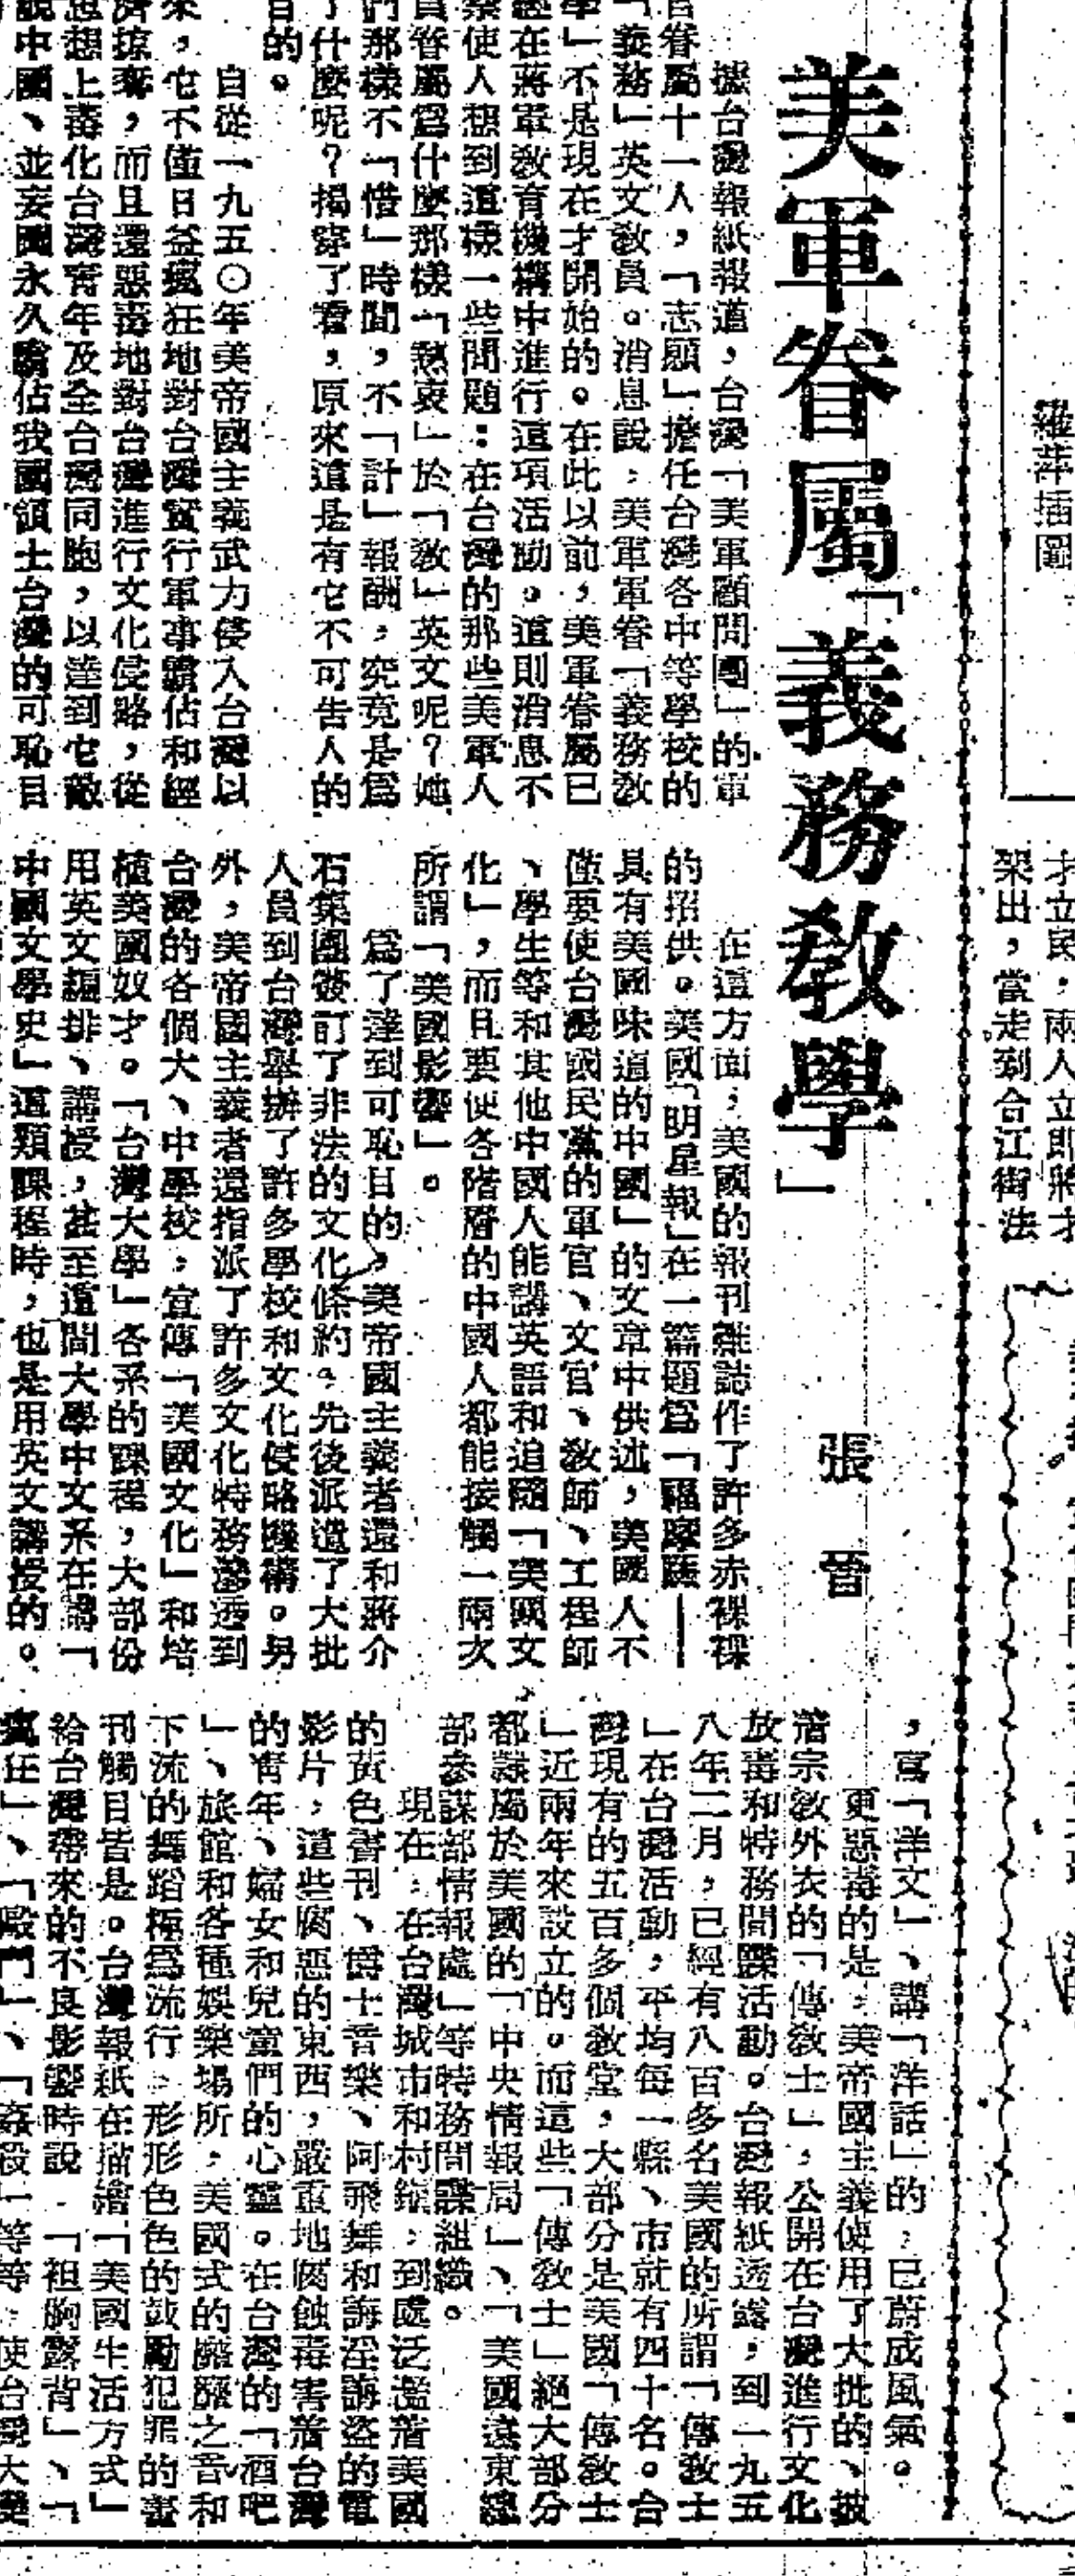 美軍眷屬「義務教學」
張晉
據台灣報紙報道，台灣「美軍顧問團」的軍
官眷屬十一人，「志願」擔任台灣各中等學校的
「義務」英文教員。消息說，美軍軍眷「義務教
學」不是現在才開始的。在此以前，美軍眷屬已
經在蔣軍教育機構中進行這項活動。這則消息不
禁使人想到這樣一些問題：在台灣的那些美軍人
員眷屬爲什麼那樣「熱衷」於「教」英文呢？她
們那樣不「惜」時間，不「計」報酬，究竟是爲
了什麼呢？揭穿了看，原來這是有它不可告人的
目的。
自從一九五〇年美帝國主義武力侵入台灣以
來，它不僅日益瘋狂地對台灣實行軍事霸佔和經
濟掠奪，而且還惡毒地對台灣進行文化侵略，從
思想上毒化台灣青年及全台灣同胞，以達到它敵
視中國、並妄圖永久霸佔我國領土台灣的可恥目
在這方面，美國的報刊雜誌作了許多赤裸裸
的招供。美國「明星報」在一篇題爲「福摩薩——
具有美國味道的中國」的文章中供述，美國人不
僅要使台灣國民黨的軍官、文官、教師、工程師
、學生等和其他中國人能講英語和追隨「美國文
化」，而且要使各階層的中國人都能接觸一兩次
所謂「美國影響」。
爲了達到可恥目的，美帝國主義者還和蔣介
石集團簽訂了非法的文化條約。先後派遣了大批
人員到台灣舉辦了許多學校和文化侵略機構。另
外，美帝國主義者還指派了許多文化特務滲透到
台灣的各個大、中學校，宣傳「美國文化」和培
植美國奴才。「台灣大學」各系的課程，大部份
用英文編排、講授，甚至這間大學中文系在講「
中國文學史」這類課程時，也是用英文講授的。
，寫「洋文」、講「洋話」的，已蔚成風氣。
更惡毒的是，美帝國主義使用了大批的、披
着宗教外衣的「傳教士」，公開在台灣進行文化
放毒和特務間諜活動。台灣報紙透露，到一九五
八年二月，已經有八百多名美國的所謂「傳教士
」在台灣活動，平均每一縣、市就有四十名。台
灣現有的五百多個教堂，大部分是美國「傳教士
」近兩年來設立的。而這些「傳教士」絕大部分
都隸屬於美國的「中央情報局」、「美國遠東總
部參謀部情報處」等特務間諜組織。
現在，在台灣城市和村鎮，到處泛濫着美國
的黃色書刊、爵士音樂、阿飛舞和誨淫誨盜的電
影片，這些腐惡的東西，嚴重地腐蝕毒害着台灣
的青年、婦女和兒童們的心靈。在台灣的「酒吧
」、旅館和各種娛樂場所，美國式的靡靡之音和
下流的舞蹈極爲流行，形形色色的鼓勵犯罪的書
刊觸目皆是。台灣報紙在描繪「美國生活方式」
給台灣帶來的不良影響時說，「袒胸露背」、「
瘋狂」、「毆鬥」、「姦殺」等等，使台灣大學
羅萍插圖
才立民，兩人立即將才
架出，當走到合江街法